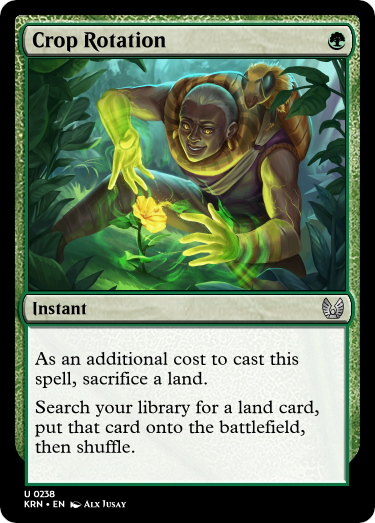 Crop Rotation
Instant
As an additional cost to cast this
spell, sacrifice a land.
Search your library for a land card,
put that card onto the battlefield,
then shuffle.
U 0238
KRN • EN Alx Jusay